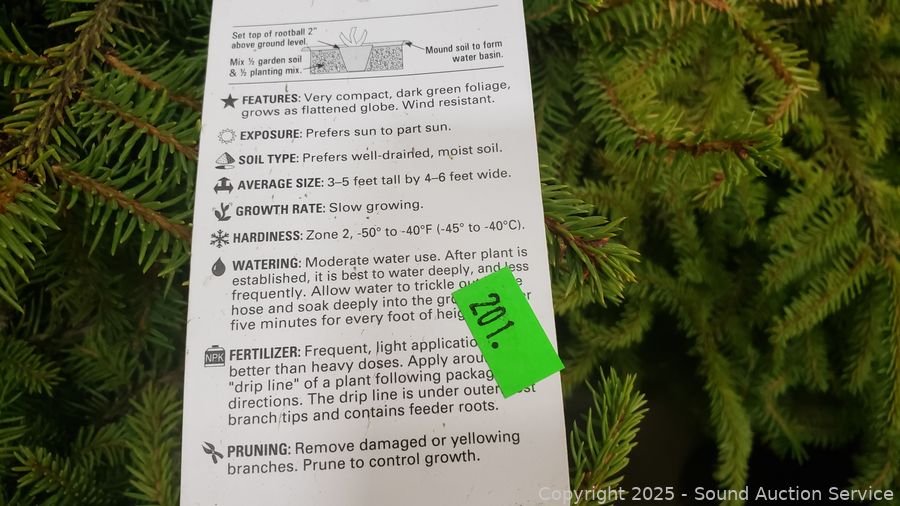 Set top of rootball 2"
above ground level.
Mix ½ garden soil
& ½ planting mix.
Mound soil to form
water basin.
FEATURES: Very compact, dark green foliage,
grows as flattened globe. Wind resistant.
EXPOSURE: Prefers sun to part sun.
SOIL TYPE: Prefers well-drained, moist soil.
AVERAGE SIZE: 3–5 feet tall by 4–6 feet wide.
GROWTH RATE: Slow growing.
HARDINESS: Zone 2, -50° to -40°F (-45° to -40°C).
WATERING: Moderate water use. After plant is
established, it is best to water deeply, and less
frequently. Allow water to trickle
hose and soak deeply into the
five minutes for every foot of
201.
NPK
FERTILIZER: Frequent, light
better than heavy doses. Apply
"drip line" of a plant following
directions. The drip line is under
branch tips and contains feeder roots.
PRUNING: Remove damaged or yellowing
branches. Prune to control growth.
Copyright 2025 - Sound Auction Service